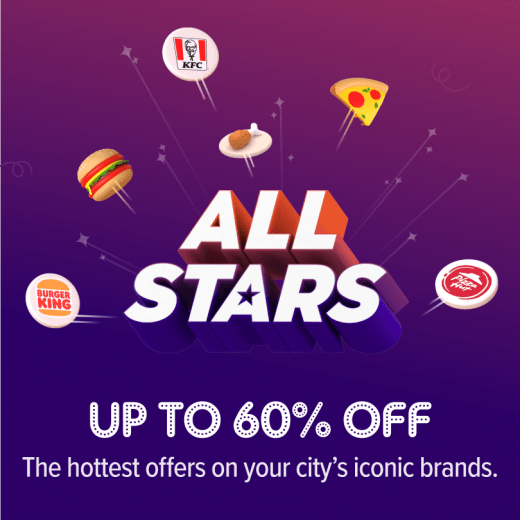 KFC
BURGER
KING
Pizza
Hut
ALL
STARS
UP TO 60% OFF
The hottest offers on your city's iconic brands.